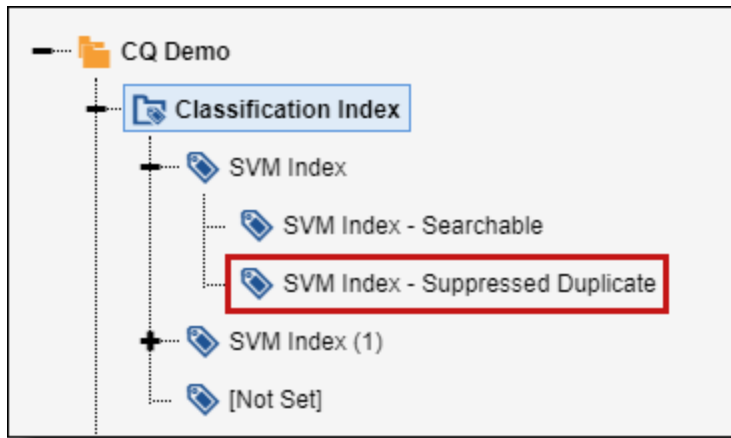 CQ Demo
Classification Index
SVM Index
SVM Index - Searchable
SVM Index - Suppressed Duplicate
SVM Index (1)
[Not Set]